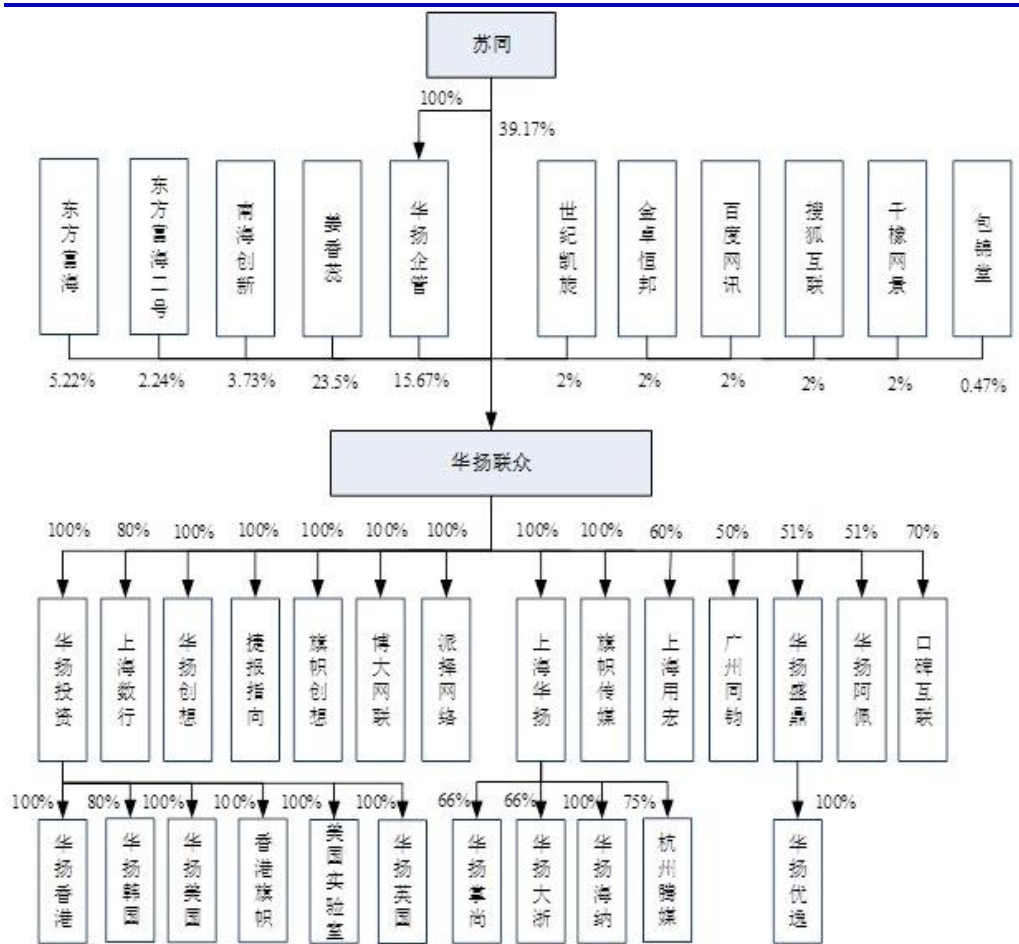 苏同
100%
39.17%
东方富海
东方富海二号
南海创新
姜香蕊
华扬企管
世纪凯旋
金卓恒邦
百度网讯
搜狐互联
千橡网景
包锦堂
5.22%
2.24%
3.73%
23.5%
15.67%
2%
2%
2%
2%
2%
0.47%
华扬联众
100%
80%
100%
100%
100%
100%
100%
100%
100%
60%
50%
51%
51%
70%
华扬投资
上海数行
华扬创想
捷报指向
旗帜创想
博大网联
派择网络
上海华扬
旗帜传媒
上海用宏
广州同钧
华扬盛鼎
华扬阿佩
口碑互联
100%
80%
100%
100%
100%
100%
66%
66%
100%
75%
100%
华扬香港
华扬韩国
华扬美国
香港旗帜
美国实验室
华扬英国
华扬掌尚
华扬大浙
华扬海纳
杭州腾媒
华扬优逸